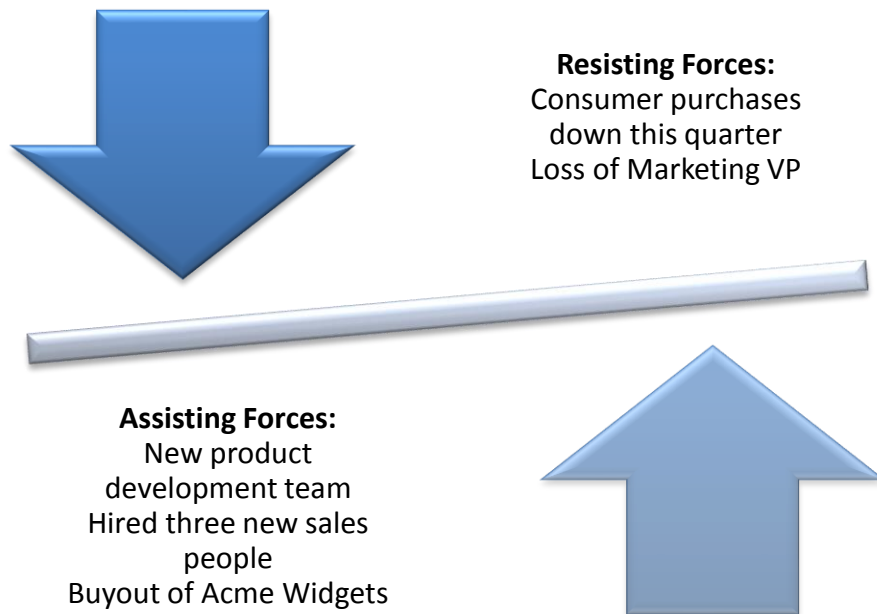 Resisting Forces:
Consumer purchases
down this quarter
Loss of Marketing VP
Assisting Forces:
New product
development team
Hired three new sales
people
Buyout of Acme Widgets